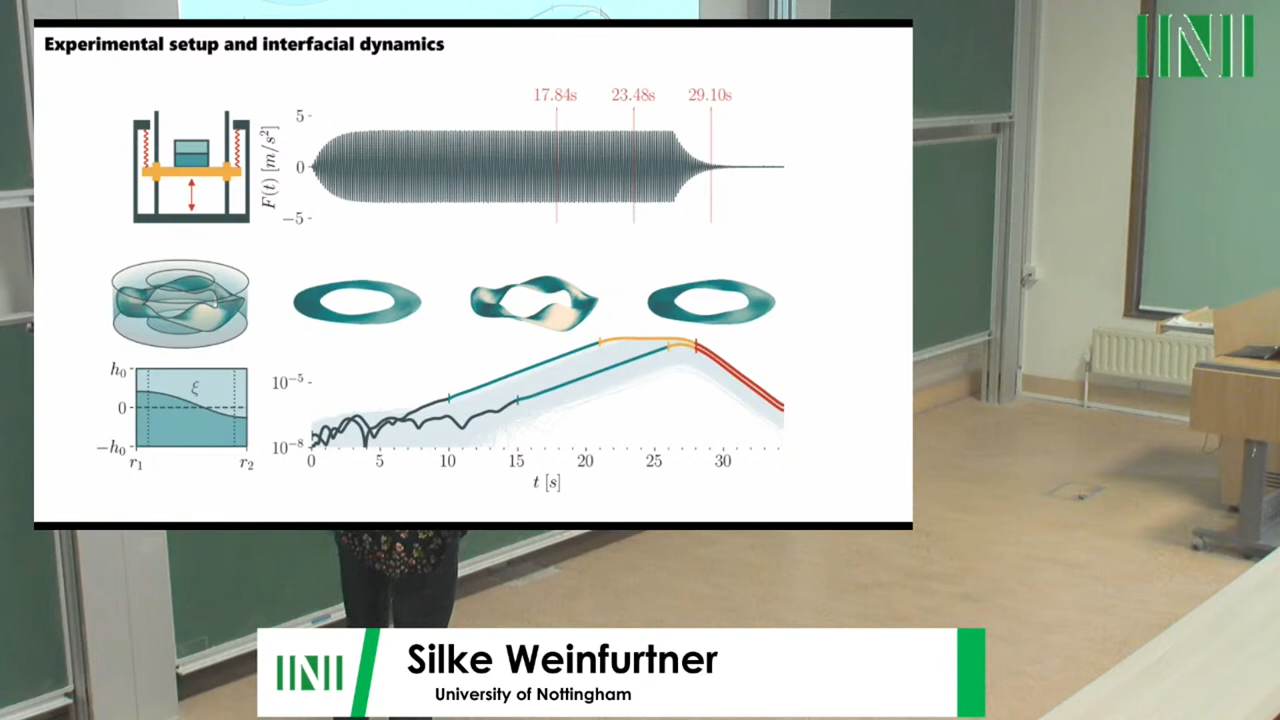 INI
Experimental setup and interfacial dynamics
17.84s 23.48s 29.10s
F(t) [m/s²]
5
0
−5
h₀
ξ
0
−h₀
r₁ r₂
10⁻⁵
10⁻⁸
0 5 10 15 20 25 30
t [s]
INI
Silke Weinfurtner
University of Nottingham